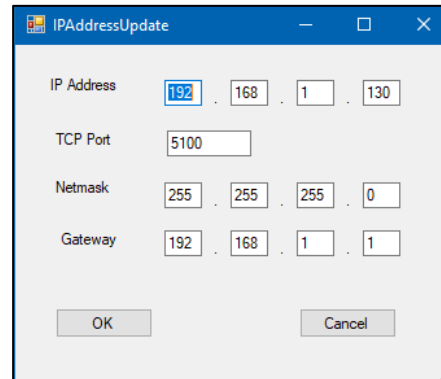 IPAddressUpdate
IP Address 192 . 168 . 1 . 130
TCP Port 5100
Netmask 255 . 255 . 255 . 0
Gateway 192 . 168 . 1 . 1
OK Cancel